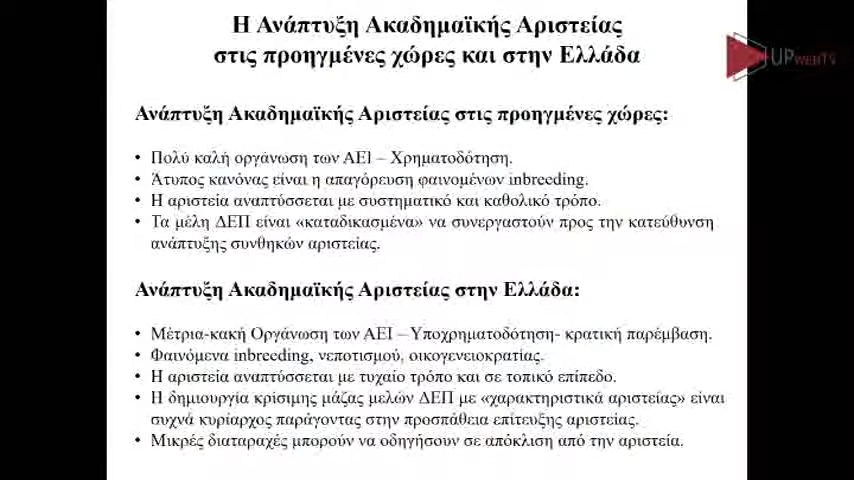 Η Ανάπτυξη Ακαδημαϊκής Αριστείας
στις προηγμένες χώρες και στην Ελλάδα
UPWEBTV
Ανάπτυξη Ακαδημαϊκής Αριστείας στις προηγμένες χώρες:
• Πολύ καλή οργάνωση των ΑΕΙ – Χρηματοδότηση.
• Άτυπος κανόνας είναι η απαγόρευση φαινομένων inbreeding.
• Η αριστεία αναπτύσσεται με συστηματικό και καθολικό τρόπο.
• Τα μέλη ΔΕΠ είναι «καταδικασμένα» να συνεργαστούν προς την κατεύθυνση
ανάπτυξης συνθηκών αριστείας.
Ανάπτυξη Ακαδημαϊκής Αριστείας στην Ελλάδα:
• Μέτρια-κακή Οργάνωση των ΑΕΙ – Υποχρηματοδότηση- κρατική παρέμβαση.
• Φαινόμενα inbreeding, νεποτισμού, οικογενειοκρατίας.
• Η αριστεία αναπτύσσεται με τυχαίο τρόπο και σε τοπικό επίπεδο.
• Η δημιουργία κρίσιμης μάζας μελών ΔΕΠ με «χαρακτηριστικά αριστείας» είναι
συχνά κυρίαρχος παράγοντας στην προσπάθεια επίτευξης αριστείας.
• Μικρές διαταραχές μπορούν να οδηγήσουν σε απόκλιση από την αριστεία.